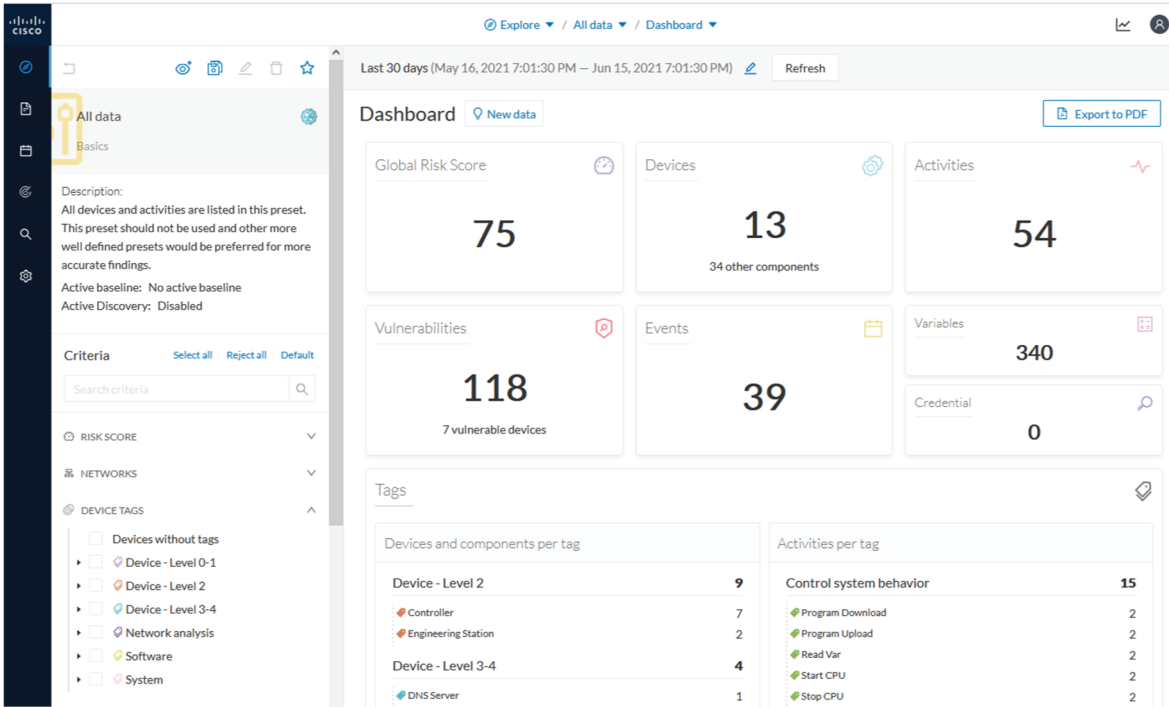 CISCO
Explore / All data / Dashboard
Last 30 days (May 16, 2021 7:01:30 PM — Jun 15, 2021 7:01:30 PM)
Refresh
All data
Basics
Description:
All devices and activities are listed in this preset.
This preset should not be used and other more
well defined presets would be preferred for more
accurate findings.
Active baseline: No active baseline
Active Discovery: Disabled
Criteria
Select all
Reject all
Default
Search criteria
RISK SCORE
NETWORKS
DEVICE TAGS
Devices without tags
Device - Level 0-1
Device - Level 2
Device - Level 3-4
Network analysis
Software
System
Dashboard
New data
Export to PDF
Global Risk Score
75
Devices
13
34 other components
Activities
54
Vulnerabilities
118
7 vulnerable devices
Events
39
Variables
340
Credential
0
Tags
Devices and components per tag
Device - Level 2 9
Controller 7
Engineering Station 2
Device - Level 3-4 4
DNS Server 1
Activities per tag
Control system behavior 15
Program Download 2
Program Upload 2
Read Var 2
Start CPU 2
Stop CPU 2